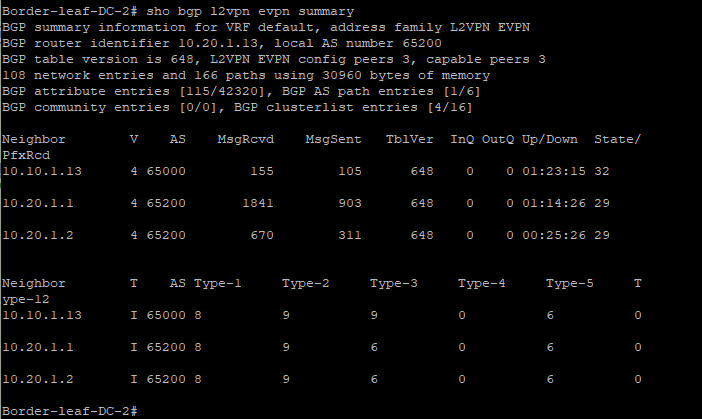 Border-leaf-DC-2# sho bgp l2vpn evpn summary
BGP summary information for VRF default, address family L2VPN EVPN
BGP router identifier 10.20.1.13, local AS number 65200
BGP table version is 648, L2VPN EVPN config peers 3, capable peers 3
108 network entries and 166 paths using 30960 bytes of memory
BGP attribute entries [115/42320], BGP AS path entries [1/6]
BGP community entries [0/0], BGP clusterlist entries [4/16]
Neighbor        V    AS    MsgRcvd    MsgSent   TblVer  InQ OutQ Up/Down  State/
PfxRcd
10.10.1.13      4 65000        155        105      648    0    0 01:23:15 32
10.20.1.1       4 65200       1841        903      648    0    0 01:14:26 29
10.20.1.2       4 65200        670        311      648    0    0 00:25:26 29
Neighbor        T    AS Type-1     Type-2     Type-3     Type-4     Type-5     T
ype-12
10.10.1.13      I 65000 8          9          9          0          6          0
10.20.1.1       I 65200 8          9          6          0          6          0
10.20.1.2       I 65200 8          9          6          0          6          0
Border-leaf-DC-2#